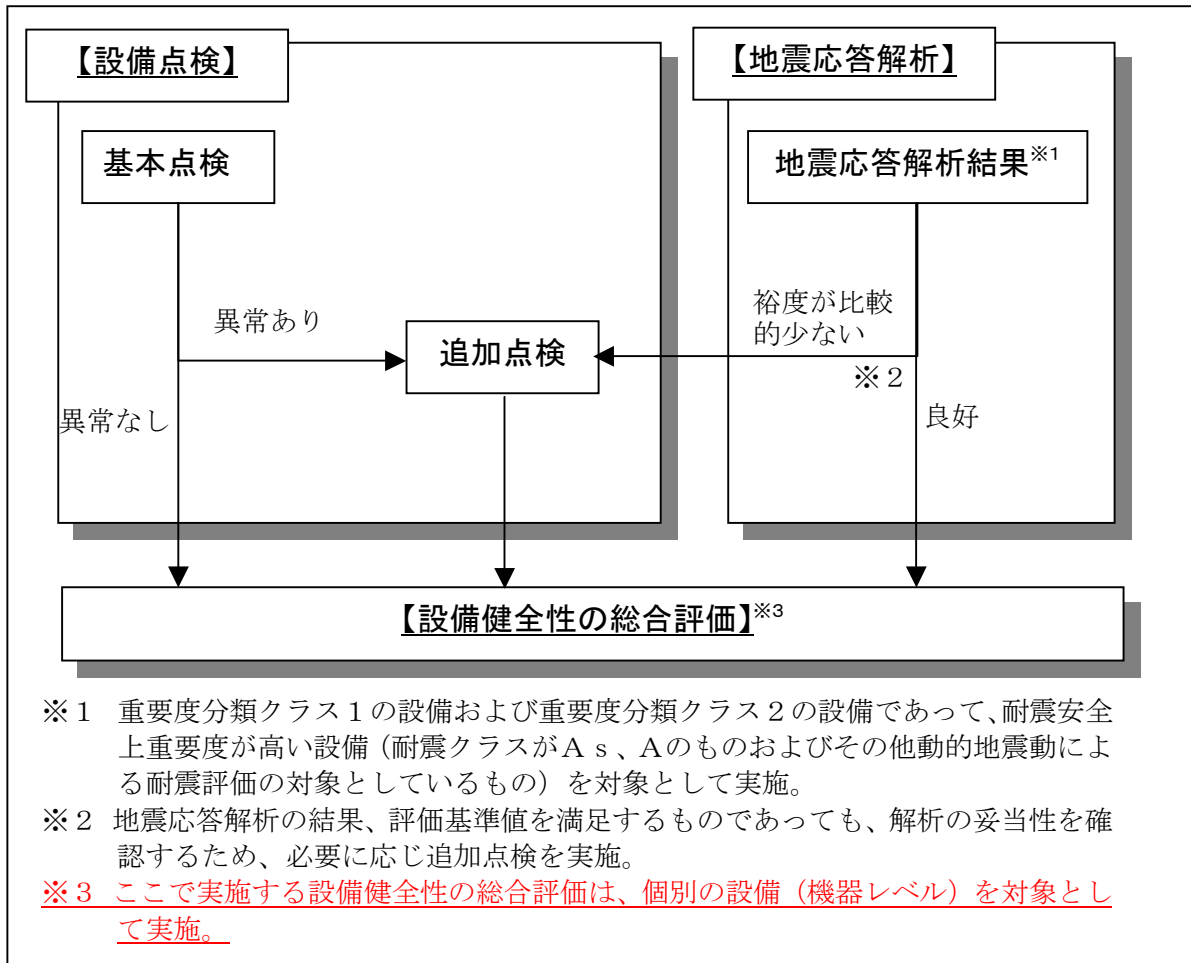 【設備点検】
【地震応答解析】
基本点検
地震応答解析結果※1
異常あり
裕度が比較
的少ない
追加点検
※２
異常なし
良好
【設備健全性の総合評価】※3
※１ 重要度分類クラス１の設備および重要度分類クラス２の設備であって、耐震安全
上重要度が高い設備（耐震クラスがＡｓ、Ａのものおよびその他動的地震動によ
る耐震評価の対象としているもの）を対象として実施。
※２ 地震応答解析の結果、評価基準値を満足するものであっても、解析の妥当性を確
認するため、必要に応じ追加点検を実施。
※３ ここで実施する設備健全性の総合評価は、個別の設備（機器レベル）を対象とし
て実施。